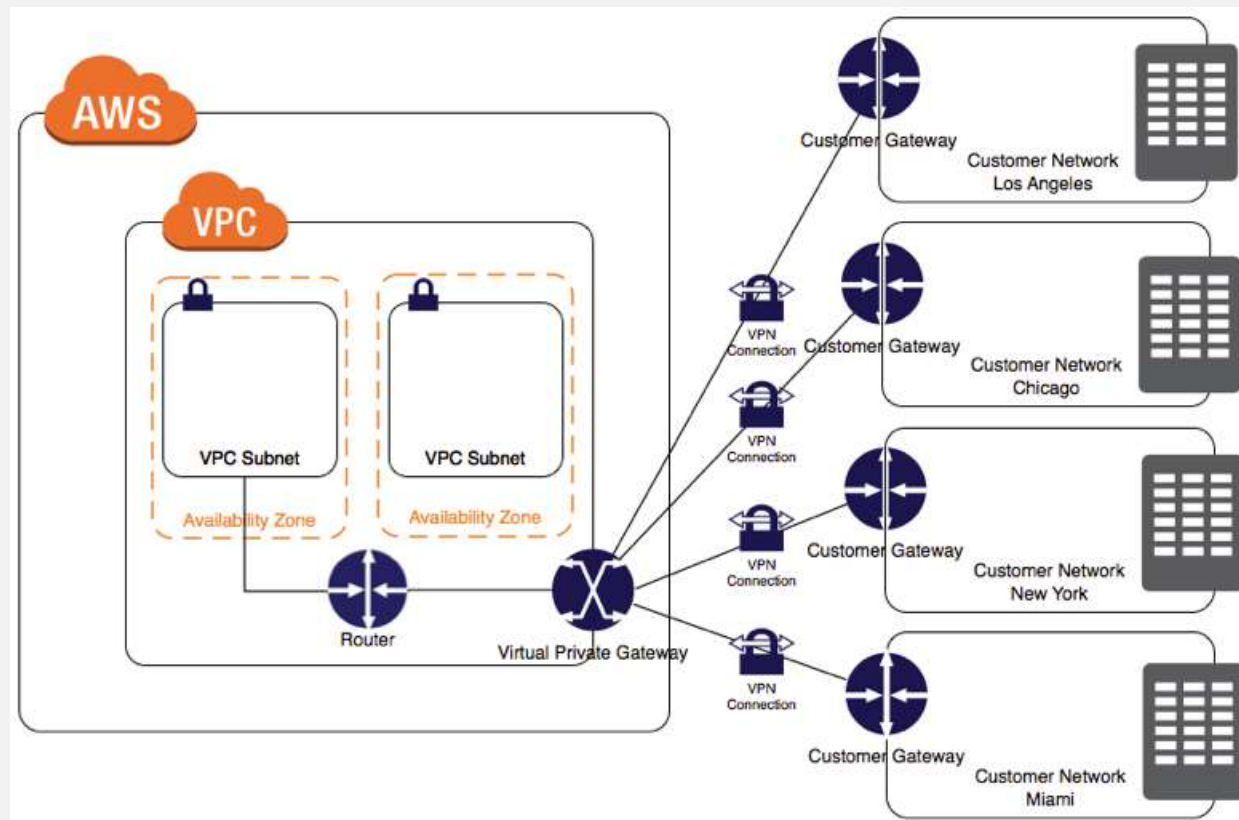 AWS
VPC
VPC Subnet
VPC Subnet
Availability Zone
Availability Zone
Router
Virtual Private Gateway
VPN
Connection
VPN
Connection
VPN
Connection
VPN
Connection
Customer Gateway
Customer Network
Los Angeles
Customer Gateway
Customer Network
Chicago
Customer Gateway
Customer Network
New York
Customer Gateway
Customer Network
Miami